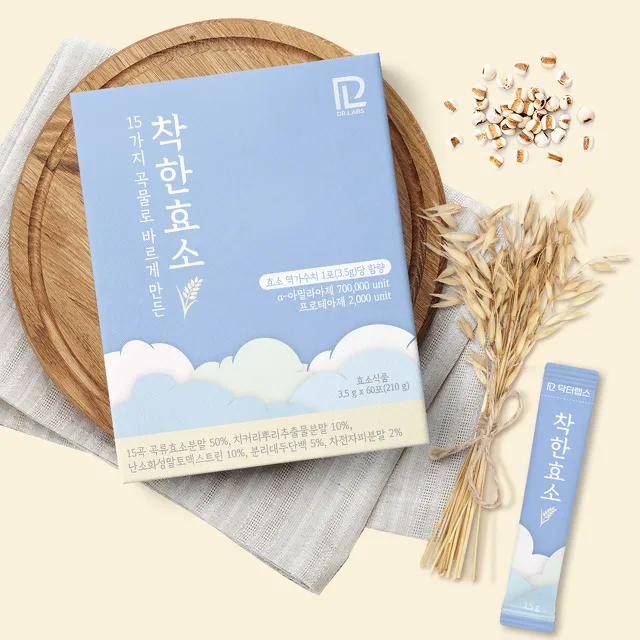 DR.LABS
15가지 곡물로 바르게 만든
착한효소
효소 역가수치 1포(3.5g)당 함량
α-아밀라아제 700,000 unit
프로테아제 2,000 unit
효소식품
3.5 g x 60포(210 g)
15곡 곡류효소분말 50%, 치커리뿌리추출물분말 10%,
난소화성말토덱스트린 10%, 분리대두단백 5%, 차전자피분말 2%
닥터랩스
착한효소
3.5 g